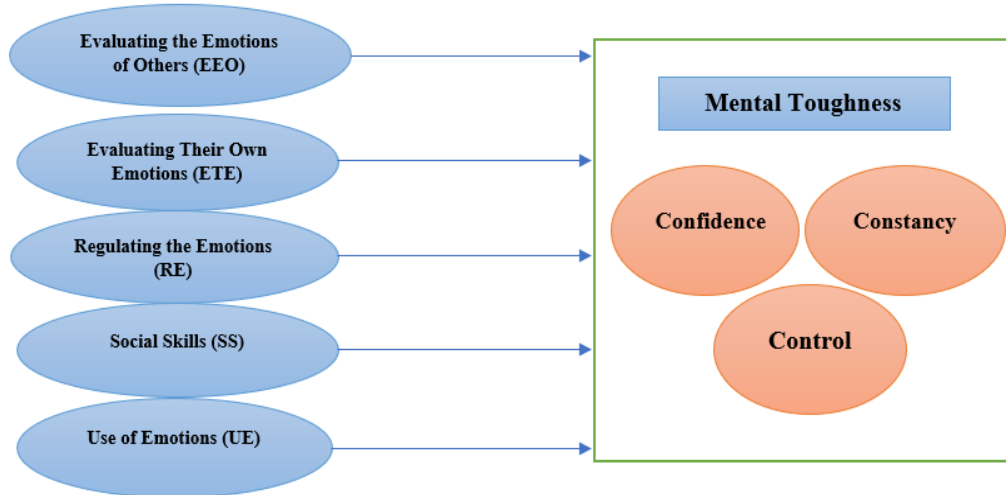 Evaluating the Emotions
of Others (EEO)
Evaluating Their Own
Emotions (ETE)
Regulating the Emotions
(RE)
Social Skills (SS)
Use of Emotions (UE)
Mental Toughness
Confidence
Constancy
Control